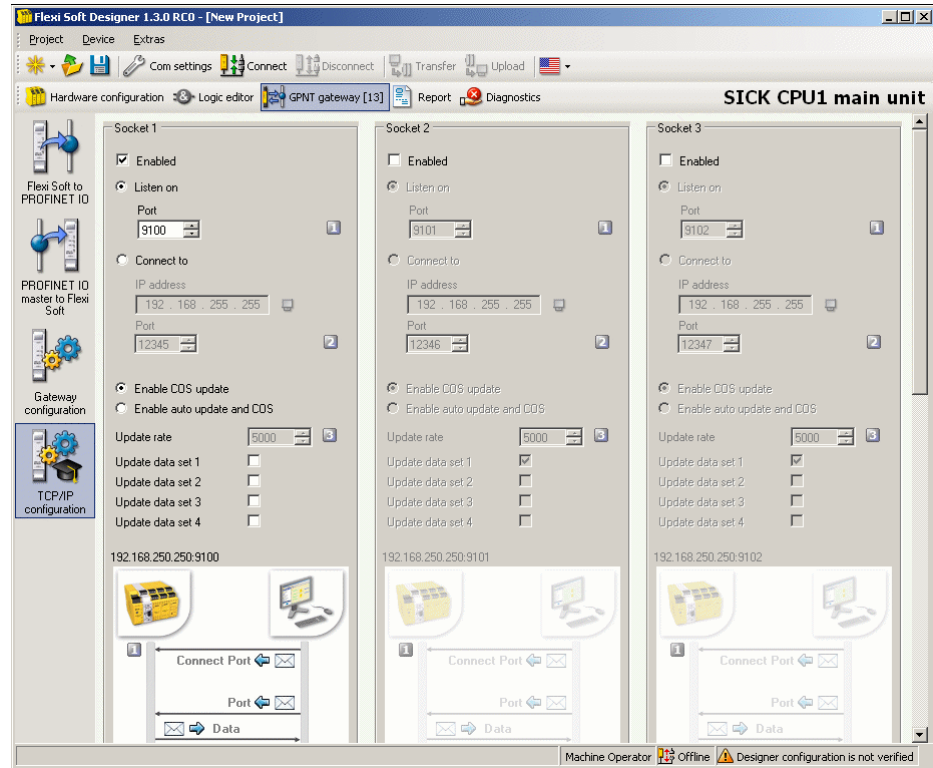 Flexi Soft Designer 1.3.0 RC0 - [New Project]
Project Device Extras
Com settings Connect Disconnect Transfer Upload
Hardware configuration Logic editor GPNT gateway [13] Report Diagnostics SICK CPU1 main unit
Flexi Soft to
PROFINET IO
PROFINET IO
master to Flexi
Soft
Gateway
configuration
TCP/IP
configuration
Socket 1
Enabled
Listen on
Port
9100
1
Connect to
IP address
192 . 168 . 255 . 255
Port
12345
2
Enable COS update
Enable auto update and COS
Update rate 5000 3
Update data set 1
Update data set 2
Update data set 3
Update data set 4
192.168.250.250:9100
1
Connect Port
Port
Data
Socket 2
Enabled
Listen on
Port
9101
1
Connect to
IP address
192 . 168 . 255 . 255
Port
12346
2
Enable COS update
Enable auto update and COS
Update rate 5000 3
Update data set 1
Update data set 2
Update data set 3
Update data set 4
192.168.250.250:9101
1
Connect Port
Port
Data
Socket 3
Enabled
Listen on
Port
9102
1
Connect to
IP address
192 . 168 . 255 . 255
Port
12347
2
Enable COS update
Enable auto update and COS
Update rate 5000 3
Update data set 1
Update data set 2
Update data set 3
Update data set 4
192.168.250.250:9102
1
Connect Port
Port
Data
Machine Operator Offline Designer configuration is not verified